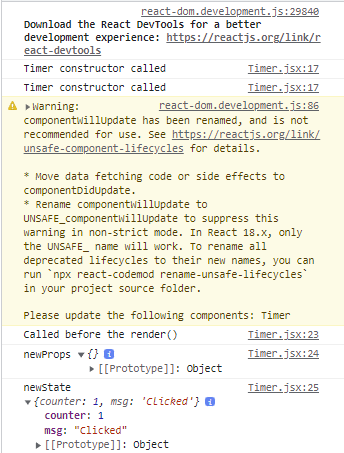 react-dom.development.js:29840
Download the React DevTools for a better
development experience: https://reactjs.org/link/r
eact-devtools
Timer constructor called Timer.jsx:17
Timer constructor called Timer.jsx:17
Warning: react-dom.development.js:86
componentWillUpdate has been renamed, and is not
recommended for use. See https://reactjs.org/link/
unsafe-component-lifecycles for details.
* Move data fetching code or side effects to
componentDidUpdate.
* Rename componentWillUpdate to
UNSAFE_componentWillUpdate to suppress this
warning in non-strict mode. In React 18.x, only
the UNSAFE_ name will work. To rename all
deprecated lifecycles to their new names, you can
run `npx react-codemod rename-unsafe-lifecycles`
in your project source folder.
Please update the following components: Timer
Called before the render() Timer.jsx:23
newProps ▼{} i Timer.jsx:24
▶[[Prototype]]: Object
newState Timer.jsx:25
▼{counter: 1, msg: 'Clicked'} i
counter: 1
msg: "Clicked"
▶[[Prototype]]: Object